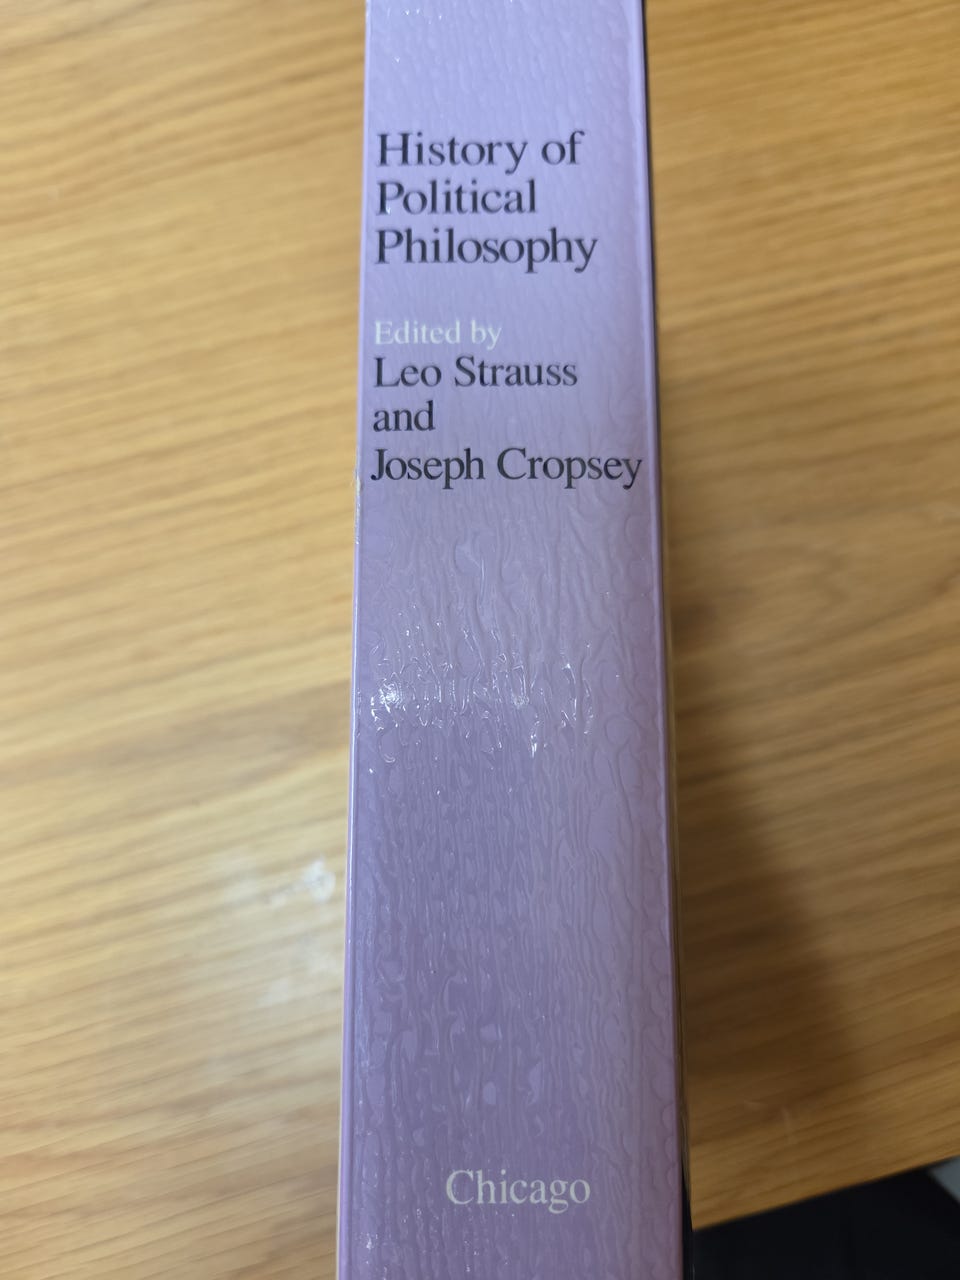 History of
Political
Philosophy
Edited by
Leo Strauss
and
Joseph Cropsey
Chicago